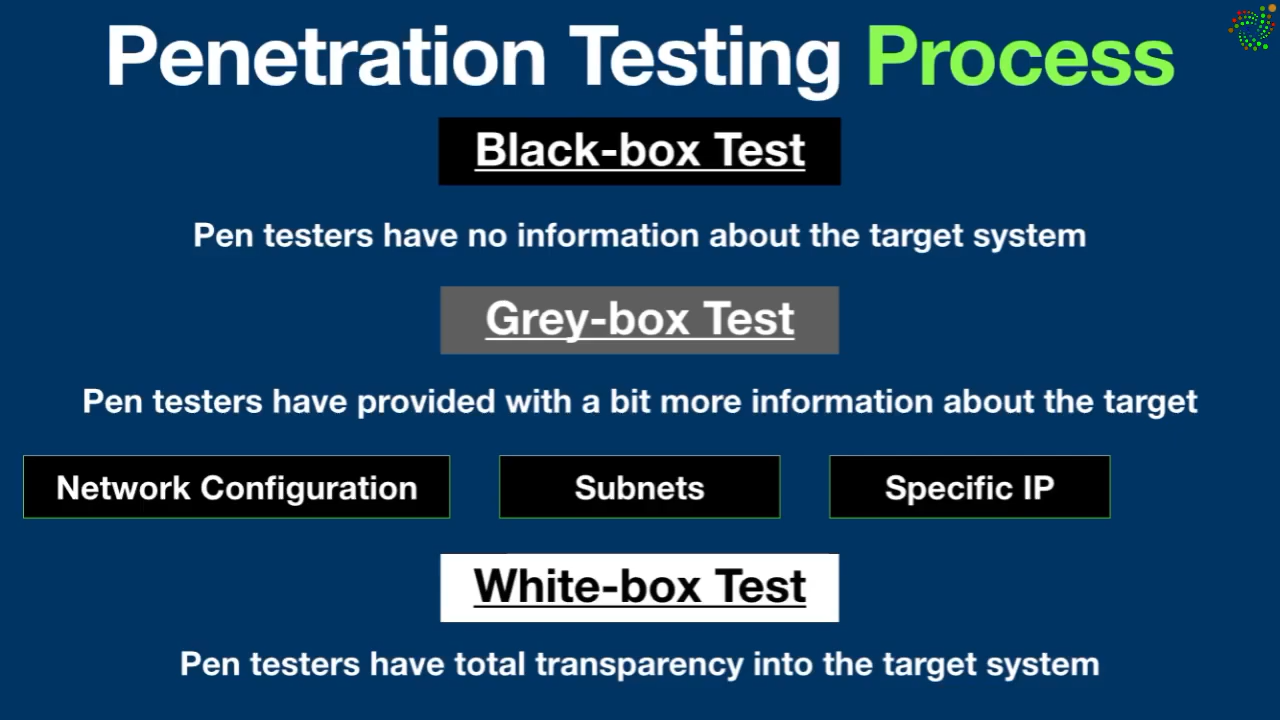 Penetration Testing Process
Black-box Test
Pen testers have no information about the target system
Grey-box Test
Pen testers have provided with a bit more information about the target
Network Configuration
Subnets
Specific IP
White-box Test
Pen testers have total transparency into the target system